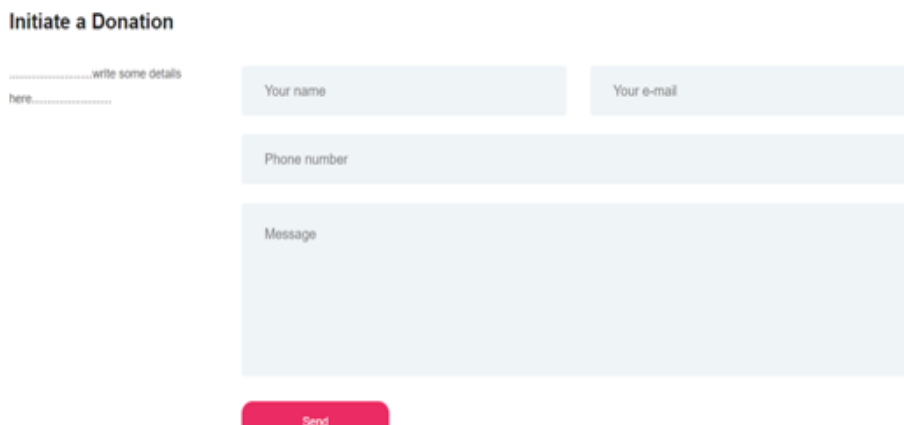 Initiate a Donation
..............................write some details
here.............................
Your name
Your e-mail
Phone number
Message
Send